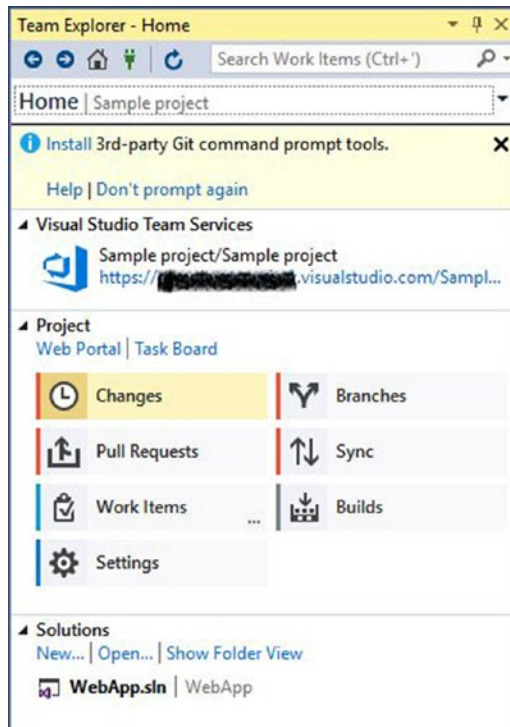 Team Explorer - Home
Search Work Items (Ctrl+')
Home | Sample project
Install 3rd-party Git command prompt tools.
Help | Don't prompt again
Visual Studio Team Services
Sample project/Sample project
https:// .visualstudio.com/Sampl...
Project
Web Portal | Task Board
Changes
Branches
Pull Requests
Sync
Work Items ...
Builds
Settings
Solutions
New... | Open... | Show Folder View
WebApp.sln | WebApp